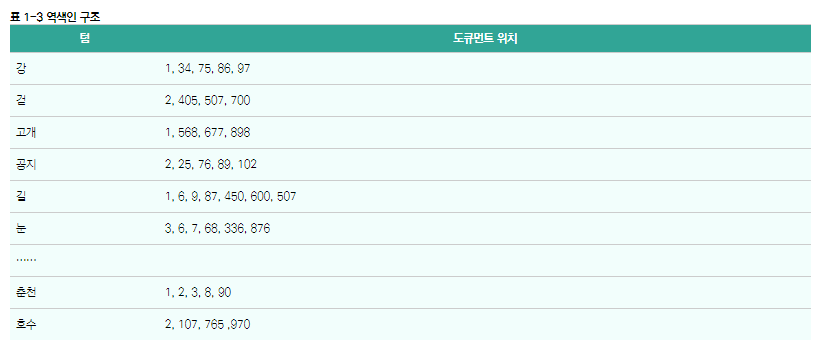 표 1-3 역색인 구조
텀 도큐먼트 위치
강 1, 34, 75, 86, 97
검 2, 405, 507, 700
고개 1, 568, 677, 898
공지 2, 25, 76, 89, 102
길 1, 6, 9, 87, 450, 600, 507
눈 3, 6, 7, 68, 336, 876
……
춘천 1, 2, 3, 8, 90
호수 2, 107, 765 ,970